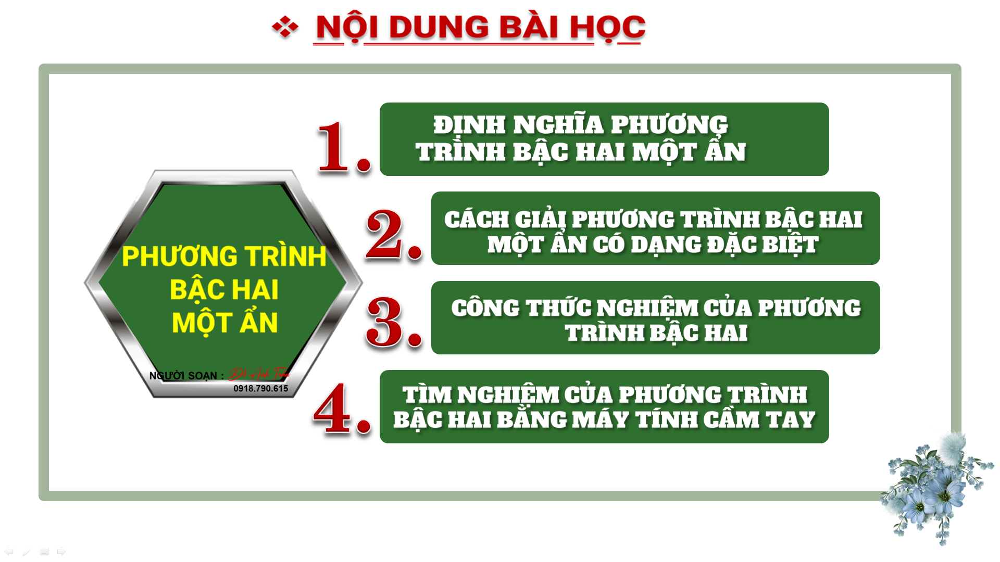 ❖ NỘI DUNG BÀI HỌC
PHƯƠNG TRÌNH
BẬC HAI
MỘT ẨN
NGƯỜI SOẠN : Đỗ Anh Tuấn
0918.790.615
1.
ĐỊNH NGHĨA PHƯƠNG
TRÌNH BẬC HAI MỘT ẨN
2.
CÁCH GIẢI PHƯƠNG TRÌNH BẬC HAI
MỘT ẨN CÓ DẠNG ĐẶC BIỆT
3.
CÔNG THỨC NGHIỆM CỦA PHƯƠNG
TRÌNH BẬC HAI
4.
TÌM NGHIỆM CỦA PHƯƠNG TRÌNH
BẬC HAI BẰNG MÁY TÍNH CẦM TAY